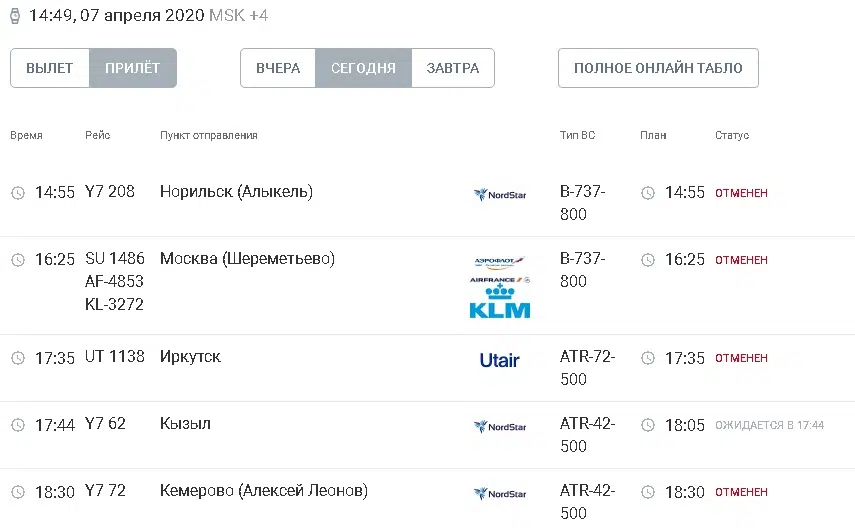 14:49, 07 апреля 2020 MSK +4
ВЫЛЕТ ПРИЛЁТ ВЧЕРА СЕГОДНЯ ЗАВТРА ПОЛНОЕ ОНЛАЙН ТАБЛО
Время Рейс Пункт отправления Тип ВС План Статус
14:55 Y7 208 Норильск (Алыкель) NordStar B-737- 14:55 ОТМЕНЕН
800
16:25 SU 1486 Москва (Шереметьево) АЭРОФЛОТ B-737- 16:25 ОТМЕНЕН
AF-4853 AIRFRANCE 800
KL-3272 KLM
17:35 UT 1138 Иркутск Utair ATR-72- 17:35 ОТМЕНЕН
500
17:44 Y7 62 Кызыл NordStar ATR-42- 18:05 ОЖИДАЕТСЯ В 17:44
500
18:30 Y7 72 Кемерово (Алексей Леонов) NordStar ATR-42- 18:30 ОТМЕНЕН
500